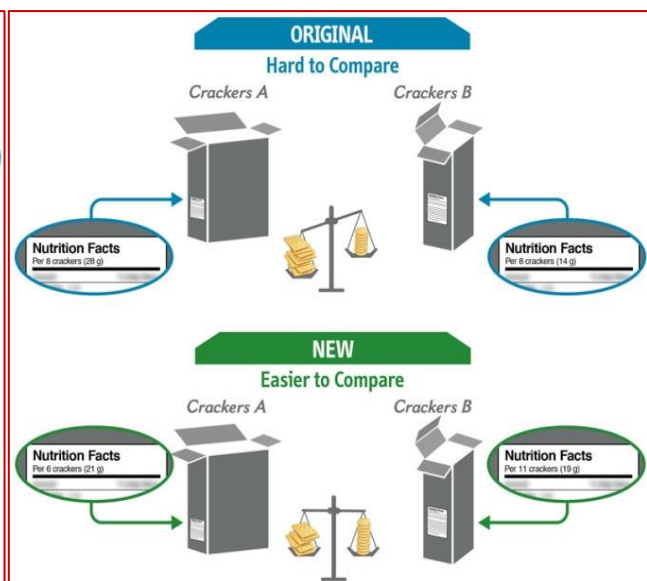 ORIGINAL
Hard to Compare
Crackers A
Crackers B
Nutrition Facts
Per 8 crackers (28 g)
Nutrition Facts
Per 8 crackers (14 g)
NEW
Easier to Compare
Crackers A
Crackers B
Nutrition Facts
Per 6 crackers (21 g)
Nutrition Facts
Per 11 crackers (19 g)